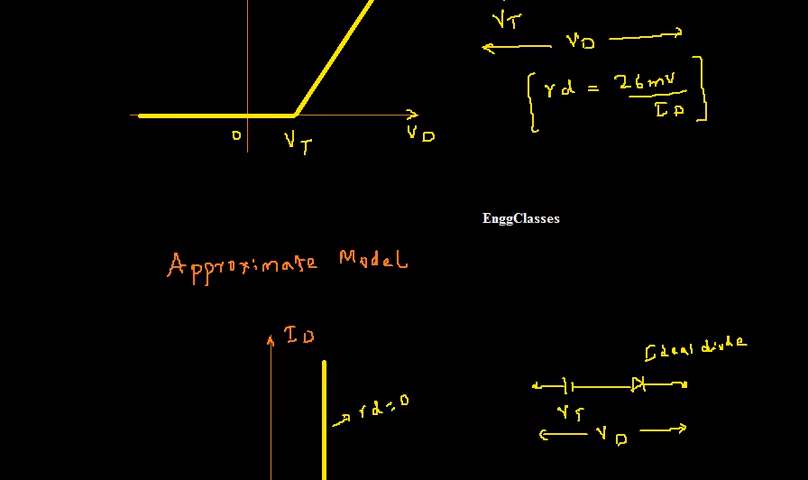 VT
VD
[ rd = 26mV / ID ]
0 VT VD
EnggClasses
Approximate Model
ID
rd=0
Ideal diode
VT
VD